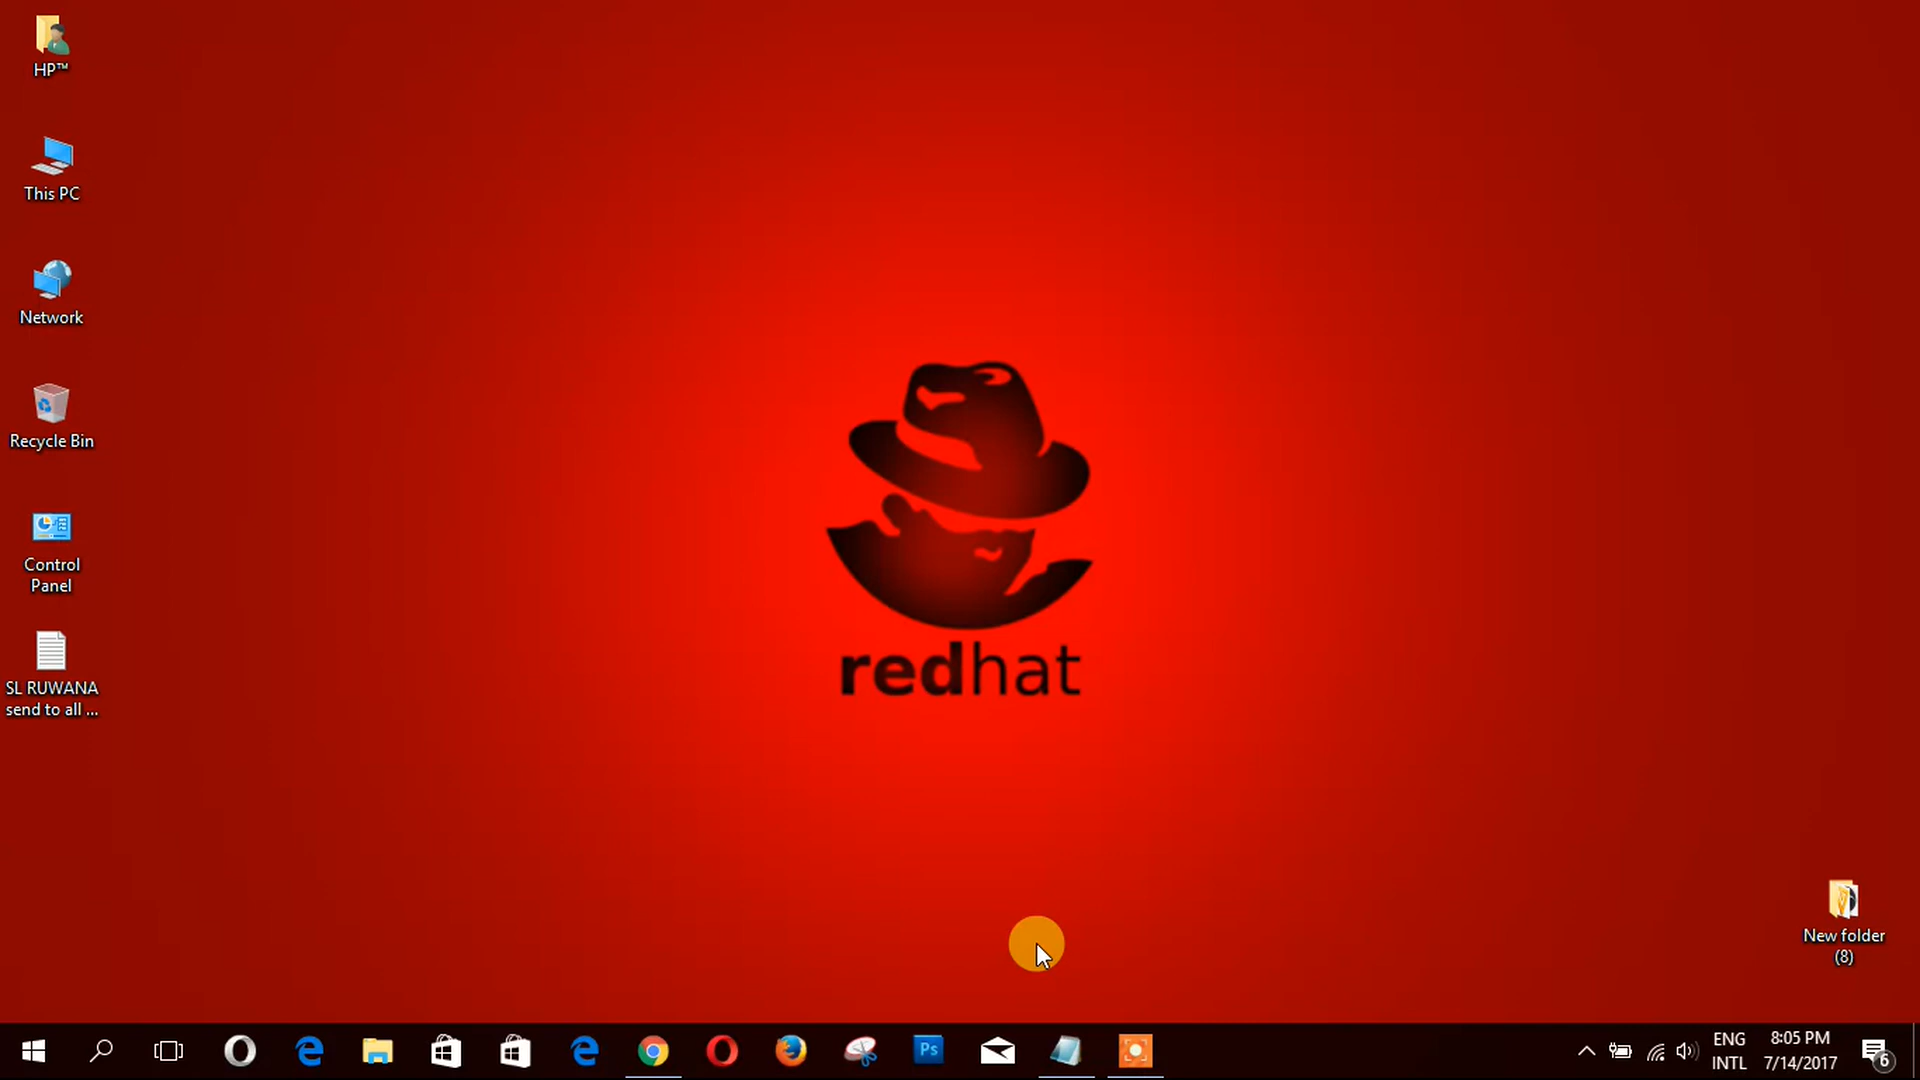 HP™
This PC
Network
Recycle Bin
Control
Panel
SL RUWANA
send to all ...
redhat
New folder
(8)
Ps
ENG
INTL
8:05 PM
7/14/2017
6